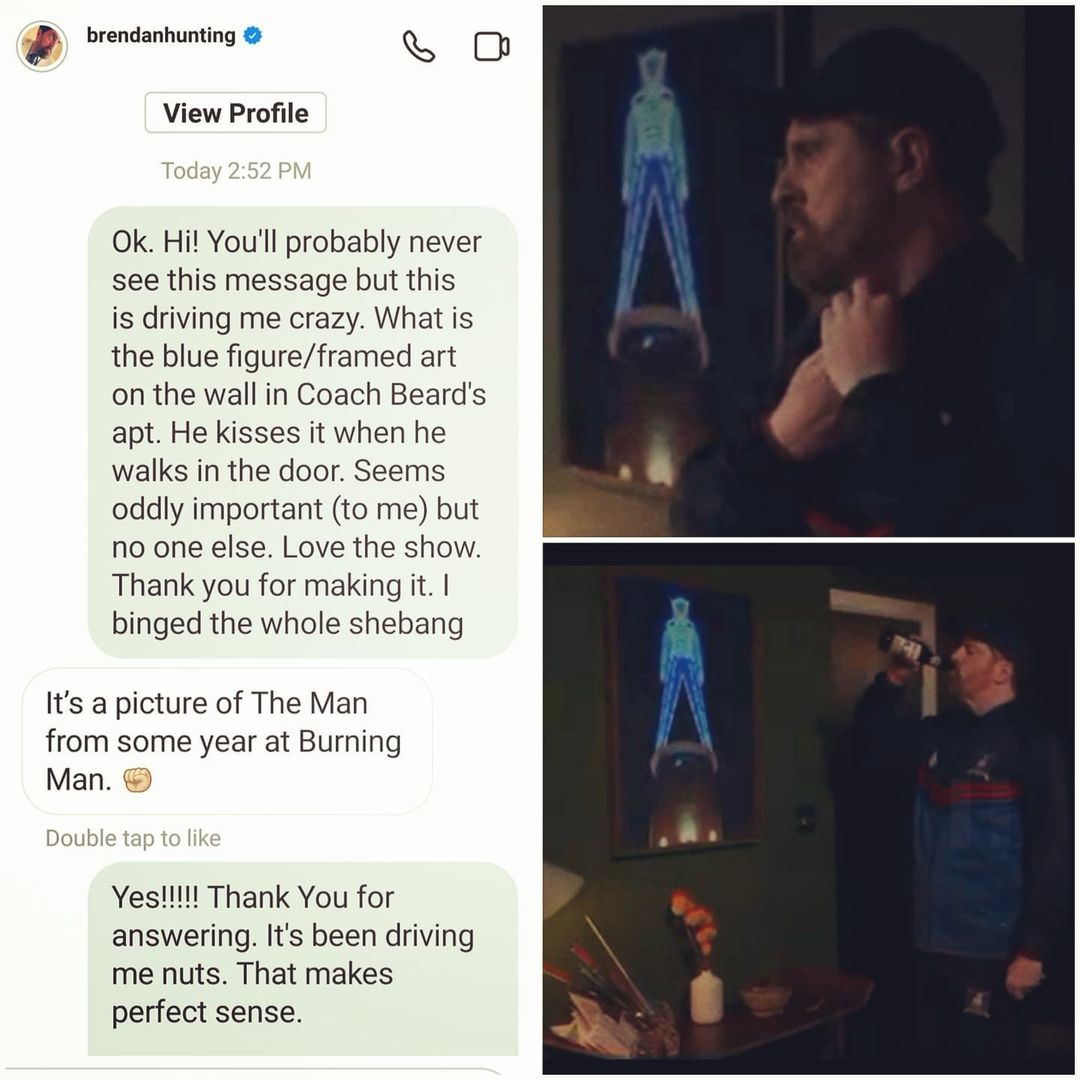 brendanhunting
View Profile
Today 2:52 PM
Ok. Hi! You'll probably never
see this message but this
is driving me crazy. What is
the blue figure/framed art
on the wall in Coach Beard's
apt. He kisses it when he
walks in the door. Seems
oddly important (to me) but
no one else. Love the show.
Thank you for making it. I
binged the whole shebang
It’s a picture of The Man
from some year at Burning
Man. ✊🏼
Double tap to like
Yes!!!!! Thank You for
answering. It's been driving
me nuts. That makes
perfect sense.